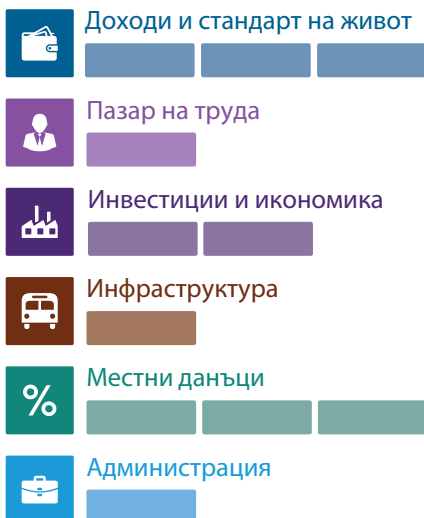 Доходи и стандарт на живот
Пазар на труда
Инвестиции и икономика
Инфраструктура
Местни данъци
%
Администрация